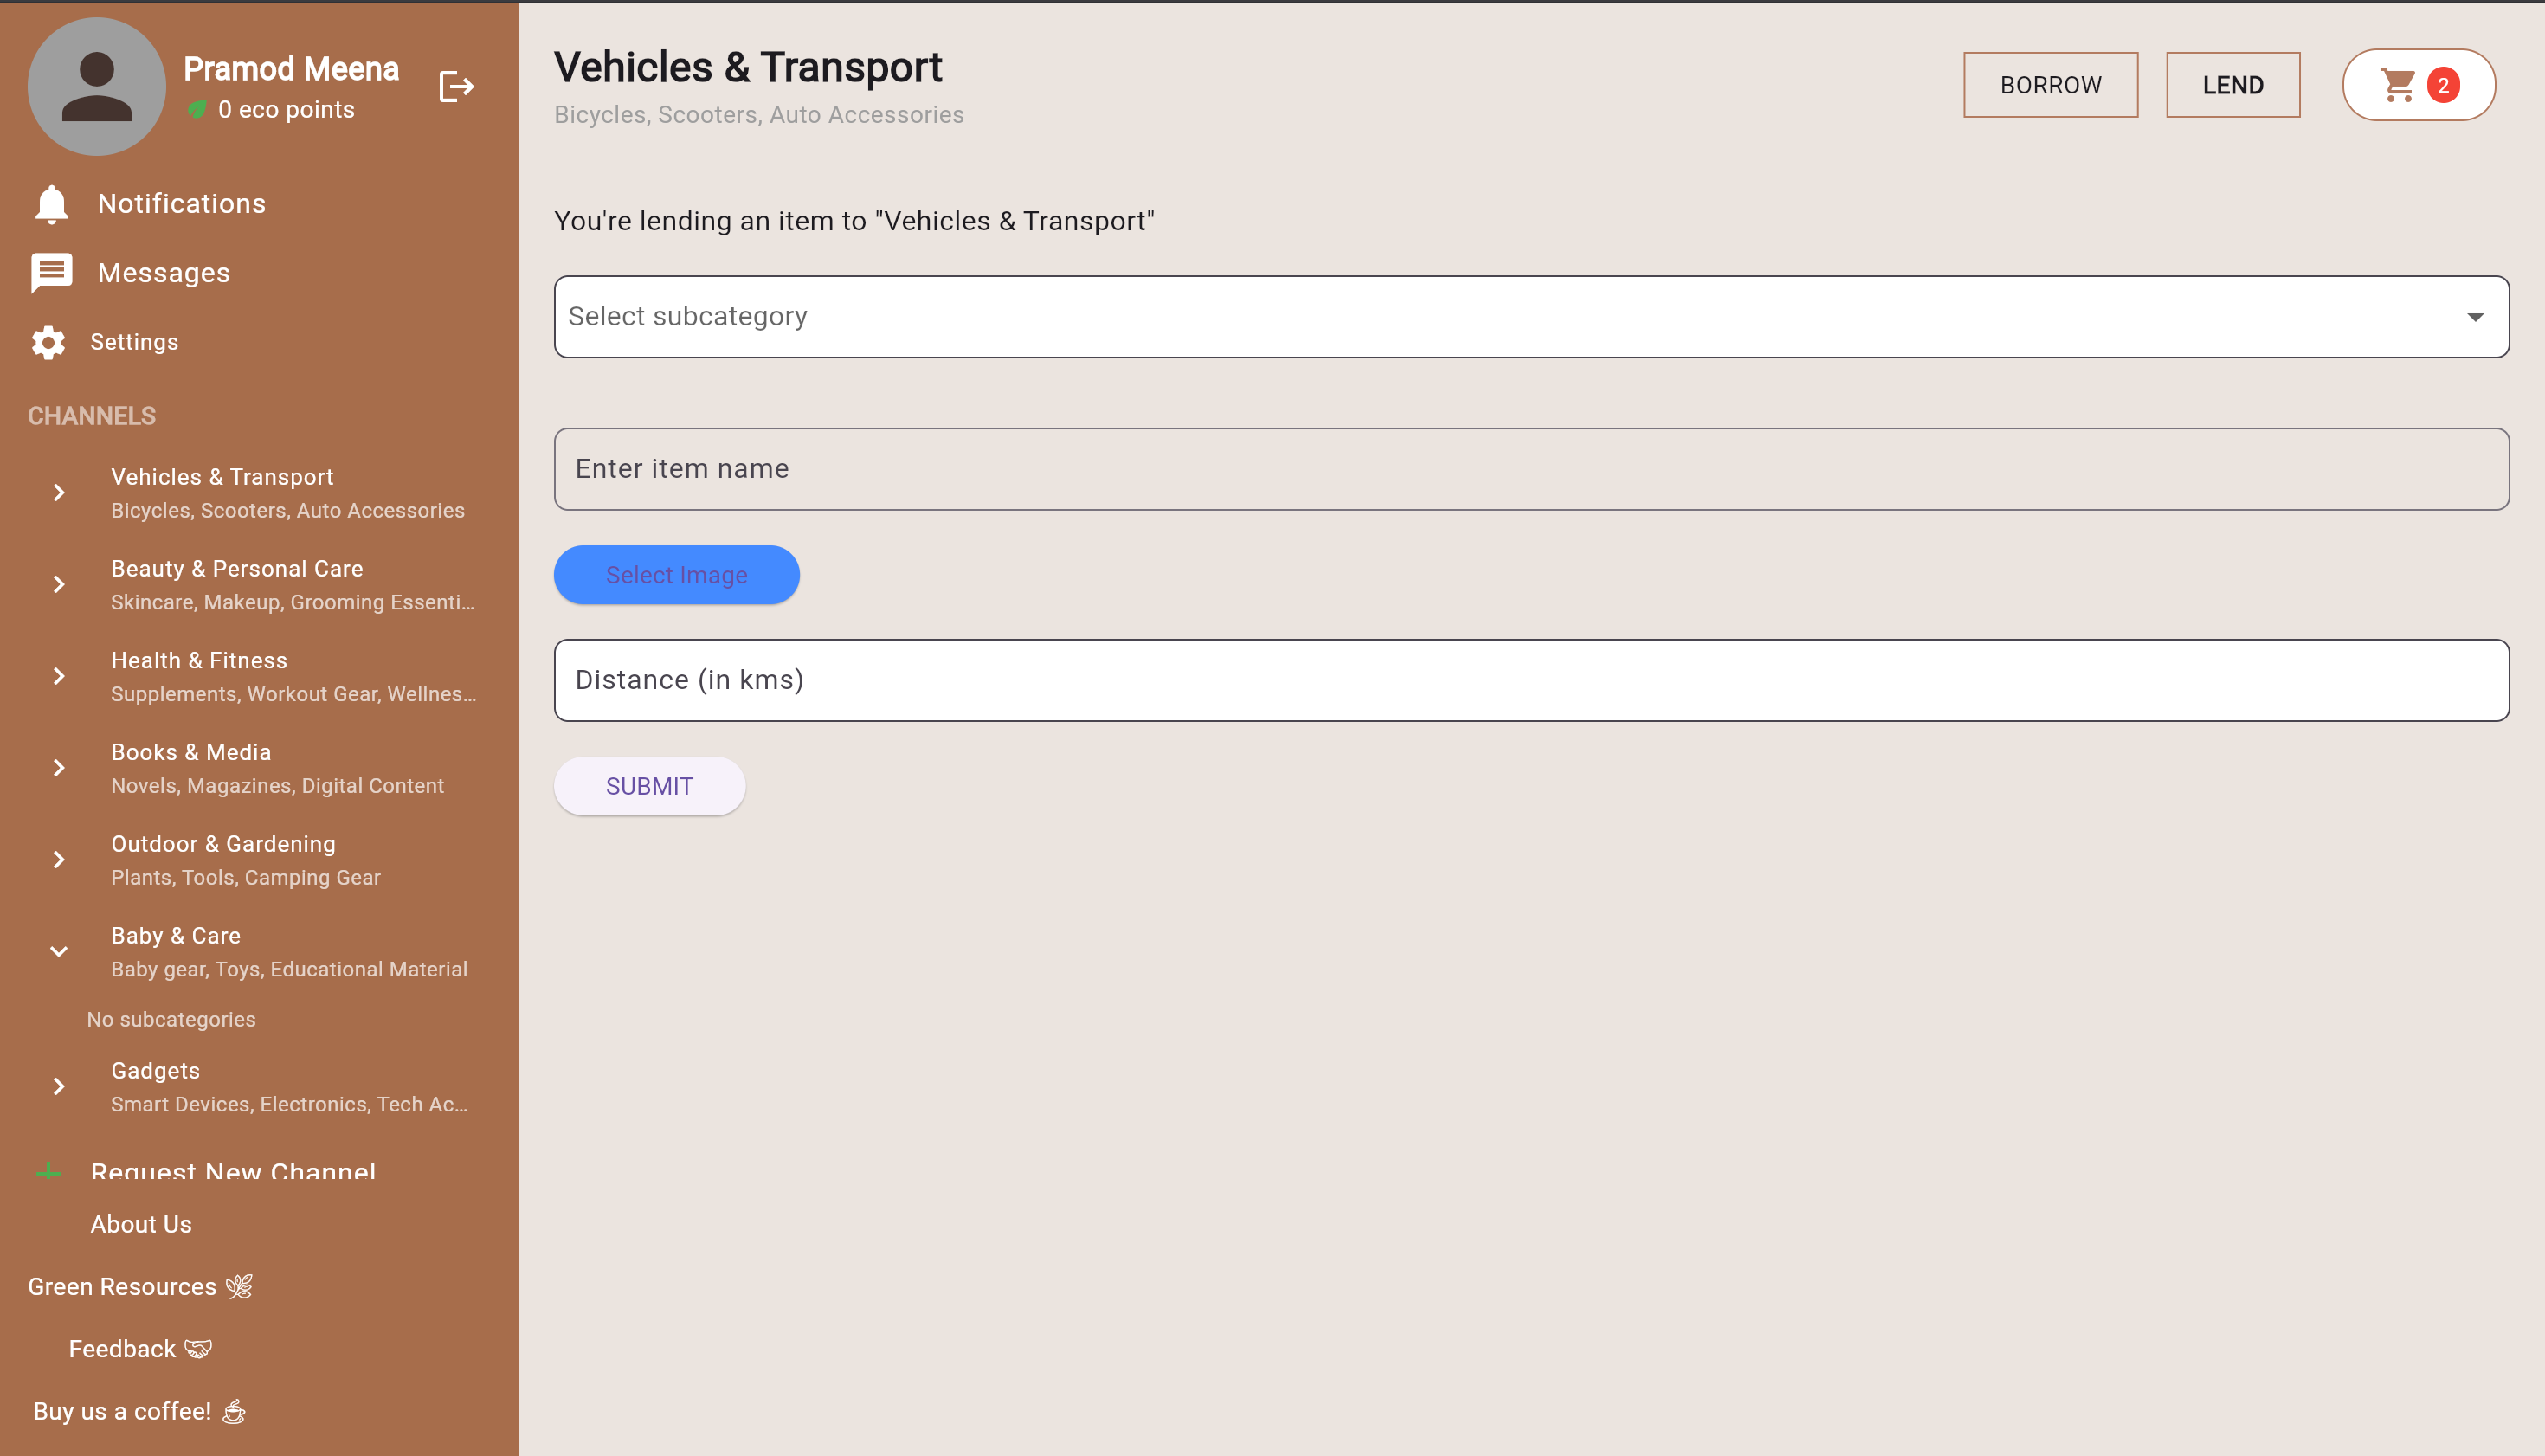 Pramod Meena
0 eco points
Notifications
Messages
Settings
CHANNELS
Vehicles & Transport
Bicycles, Scooters, Auto Accessories
Beauty & Personal Care
Skincare, Makeup, Grooming Essenti...
Health & Fitness
Supplements, Workout Gear, Wellnes...
Books & Media
Novels, Magazines, Digital Content
Outdoor & Gardening
Plants, Tools, Camping Gear
Baby & Care
Baby gear, Toys, Educational Material
No subcategories
Gadgets
Smart Devices, Electronics, Tech Ac...
Request New Channel
About Us
Green Resources
Feedback
Buy us a coffee!
Vehicles & Transport
Bicycles, Scooters, Auto Accessories
BORROW
LEND
2
You're lending an item to "Vehicles & Transport"
Select subcategory
Enter item name
Select Image
Distance (in kms)
SUBMIT